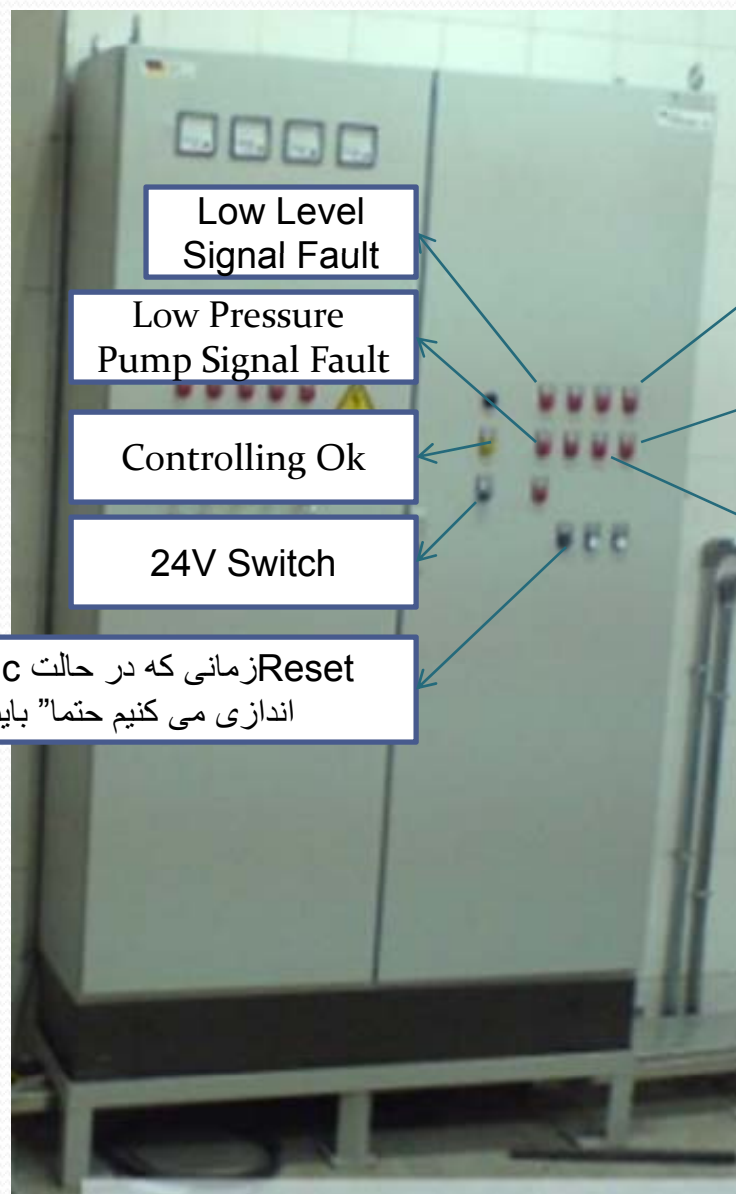 Low Level
Signal Fault
Low Pressure
Pump Signal Fault
Controlling Ok
24V Switch
Resetزمانی که در حالت
اندازی می کنیم حتما”